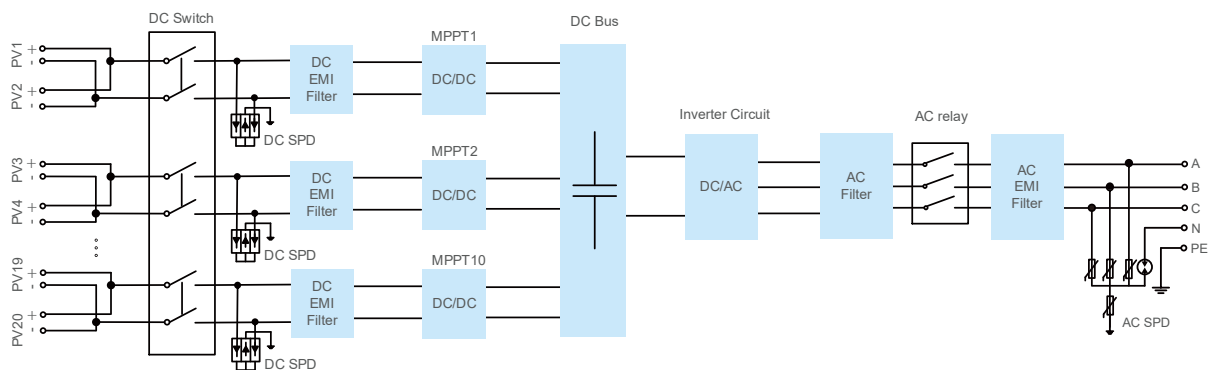 DC Switch
DC Bus
PV1 + -
PV2 + -
DC
EMI
Filter
MPPT1
DC/DC
DC SPD
PV3 + -
PV4 + -
DC
EMI
Filter
MPPT2
DC/DC
DC SPD
PV19 + -
PV20 + -
DC
EMI
Filter
MPPT10
DC/DC
DC SPD
Inverter Circuit
DC/AC
AC
Filter
AC relay
AC
EMI
Filter
A
B
C
N
PE
AC SPD